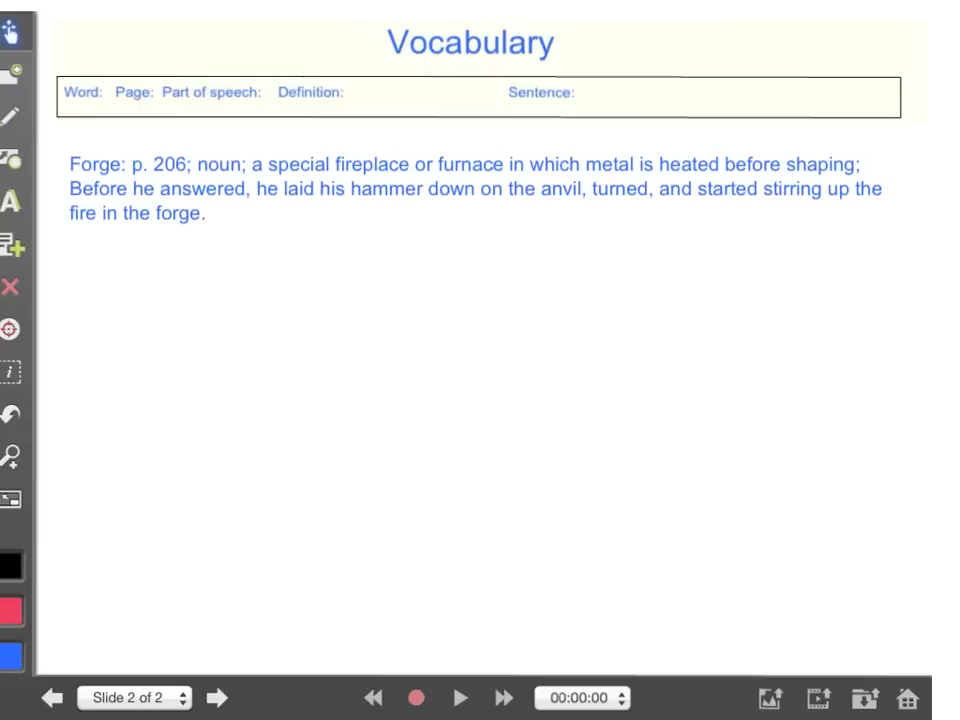 Vocabulary
Word: Page: Part of speech: Definition: Sentence:
Forge: p. 206; noun; a special fireplace or furnace in which metal is heated before shaping;
Before he answered, he laid his hammer down on the anvil, turned, and started stirring up the
fire in the forge.
A
i
Slide 2 of 2
00:00:00